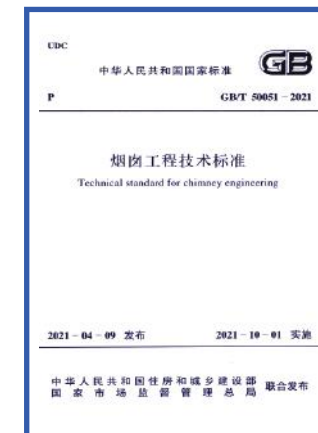 UDC
中华人民共和国国家标准
GB
P
GB/T 50051-2021
烟囱工程技术标准
Technical standard for chimney engineering
2021-04-09 发布
2021-10-01 实施
中华人民共和国住房和城乡建设部
国家市场监督管理总局
联合发布